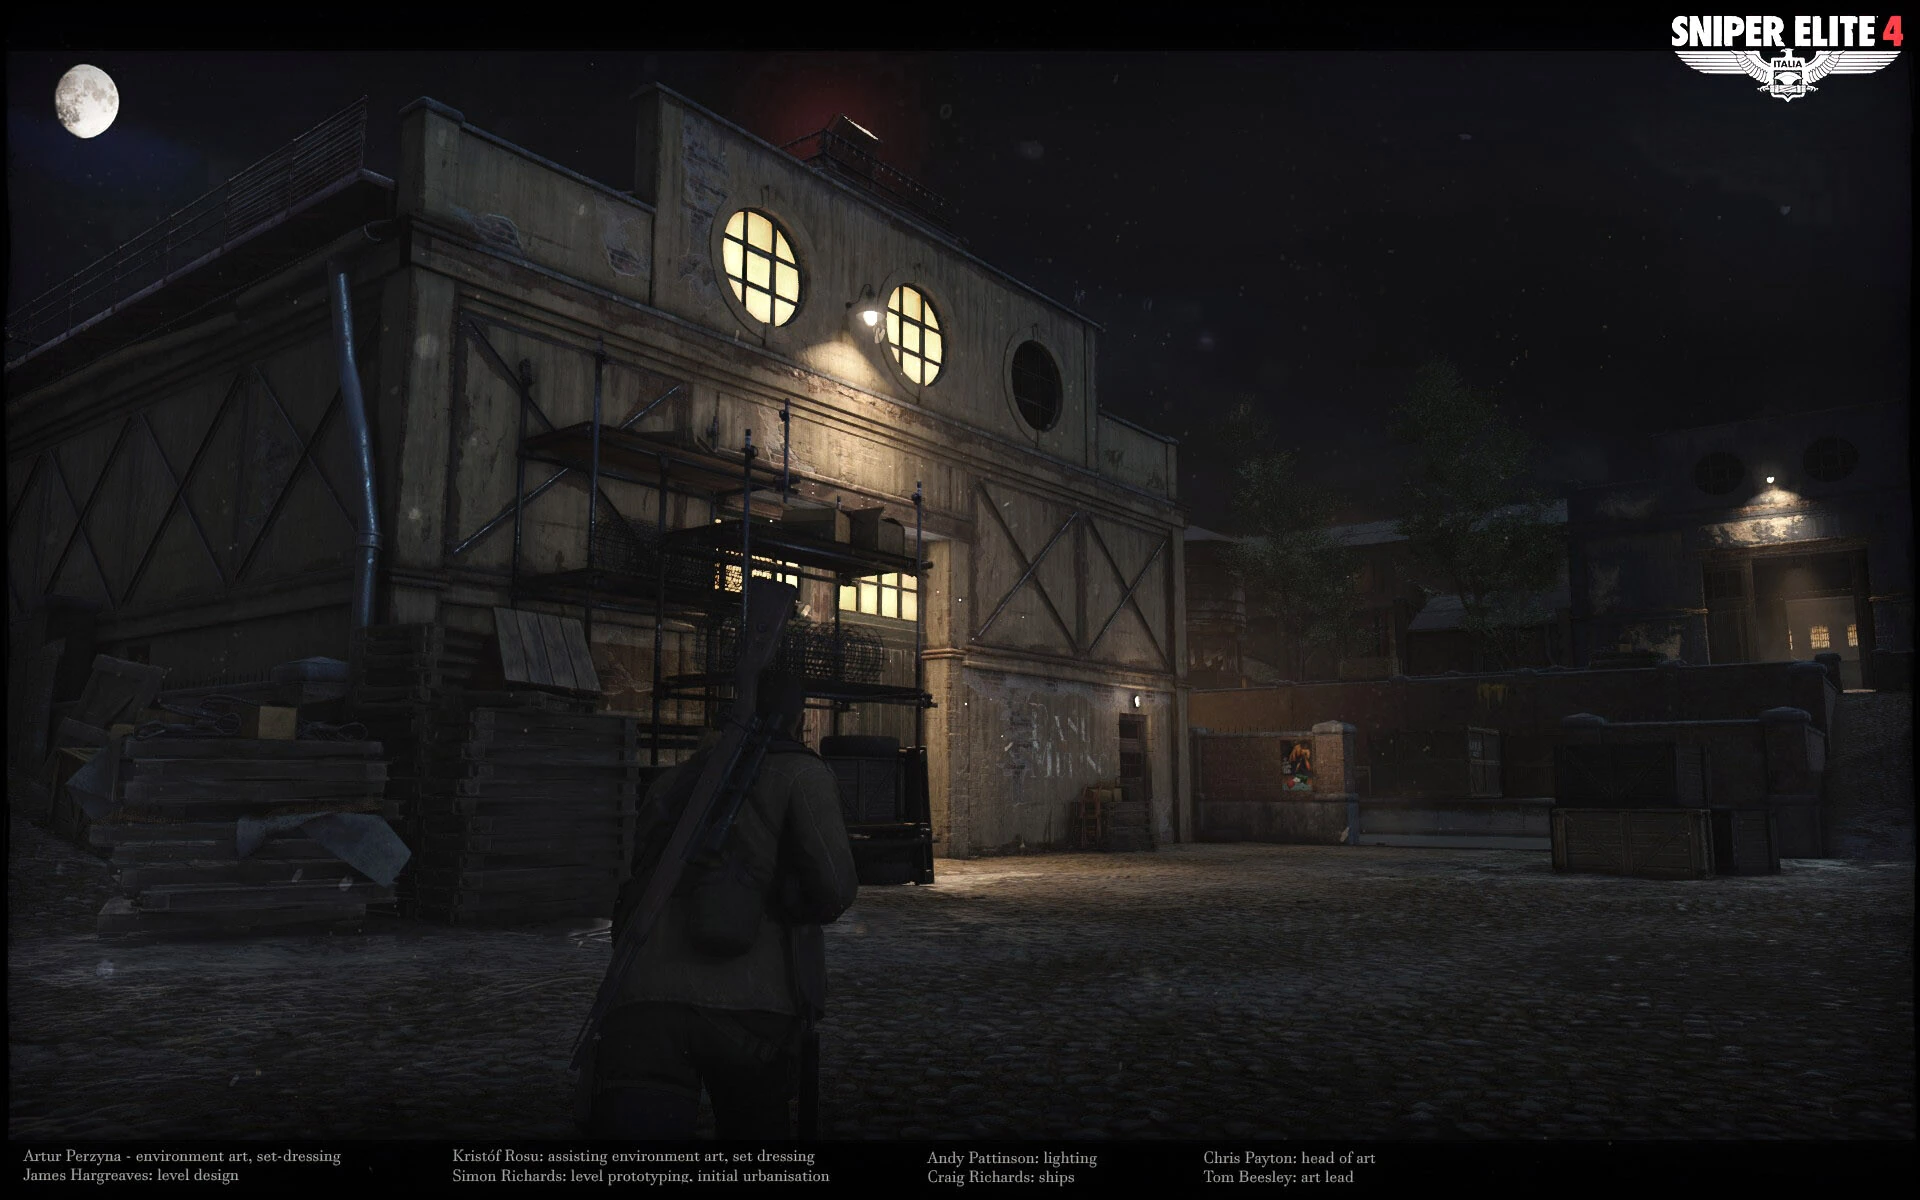 SNIPER ELITE 4
ITALIA
Artur Perzyna - environment art, set-dressing
James Hargreaves: level design
Kristóf Rosu: assisting environment art, set dressing
Simon Richards: level prototyping, initial urbanisation
Andy Pattinson: lighting
Craig Richards: ships
Chris Payton: head of art
Tom Beesley: art lead